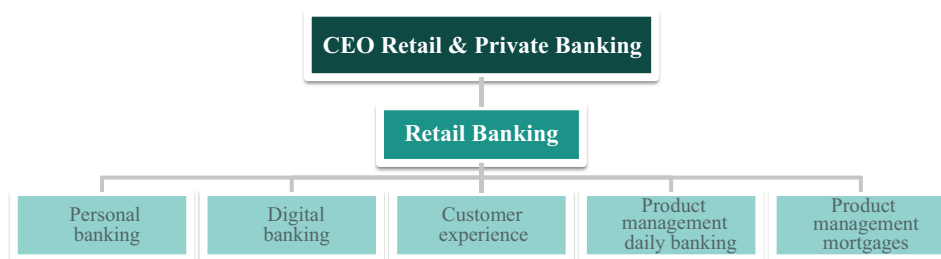 CEO Retail & Private Banking
Retail Banking
Personal
banking
Digital
banking
Customer
experience
Product
management
daily banking
Product
management
mortgages